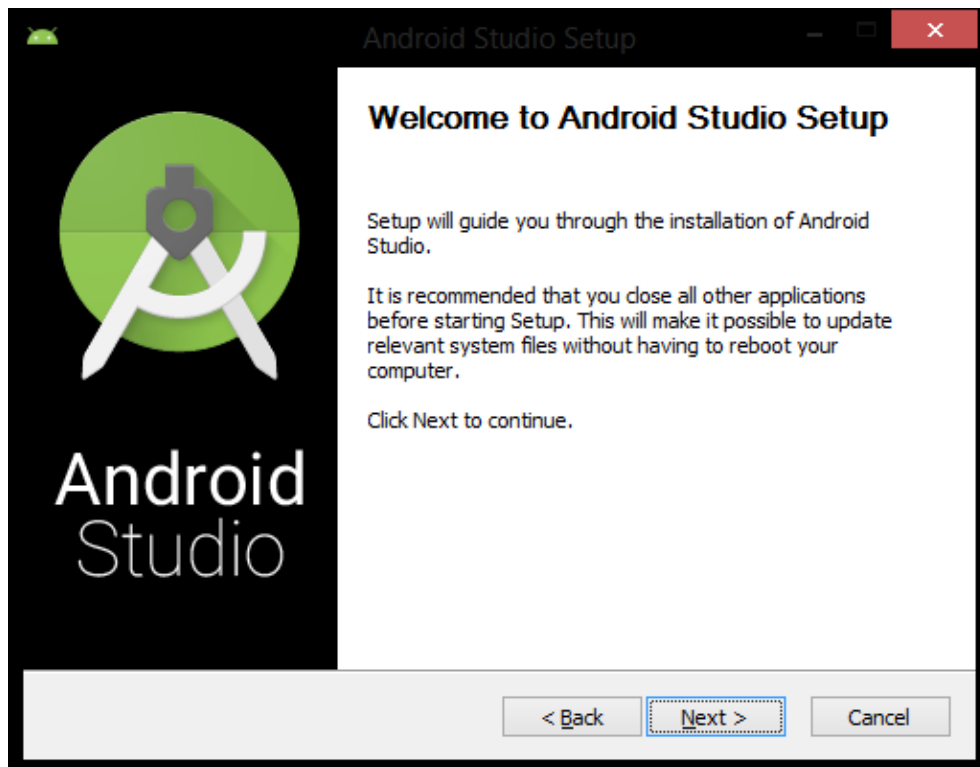 Android Studio Setup
Welcome to Android Studio Setup
Setup will guide you through the installation of Android
Studio.
It is recommended that you close all other applications
before starting Setup. This will make it possible to update
relevant system files without having to reboot your
computer.
Click Next to continue.
Android
Studio
< Back
Next >
Cancel